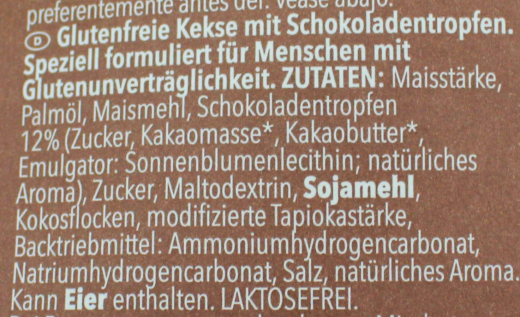 preferentemente antes del: Véase abajo.
D Glutenfreie Kekse mit Schokoladentropfen.
Speziell formuliert für Menschen mit
Glutenunverträglichkeit. ZUTATEN: Maisstärke,
Palmöl, Maismehl, Schokoladentropfen
12% (Zucker, Kakaomasse*, Kakaobutter*,
Emulgator: Sonnenblumenlecithin; natürliches
Aroma), Zucker, Maltodextrin, Sojamehl,
Kokosflocken, modifizierte Tapiokastärke,
Backtriebmittel: Ammoniumhydrogencarbonat,
Natriumhydrogencarbonat, Salz, natürliches Aroma.
Kann Eier enthalten. LAKTOSEFREI.